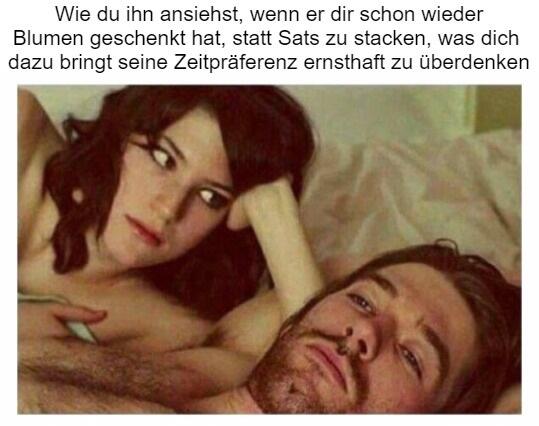 Wie du ihn ansiehst, wenn er dir schon wieder
Blumen geschenkt hat, statt Sats zu stacken, was dich
dazu bringt seine Zeitpräferenz ernsthaft zu überdenken